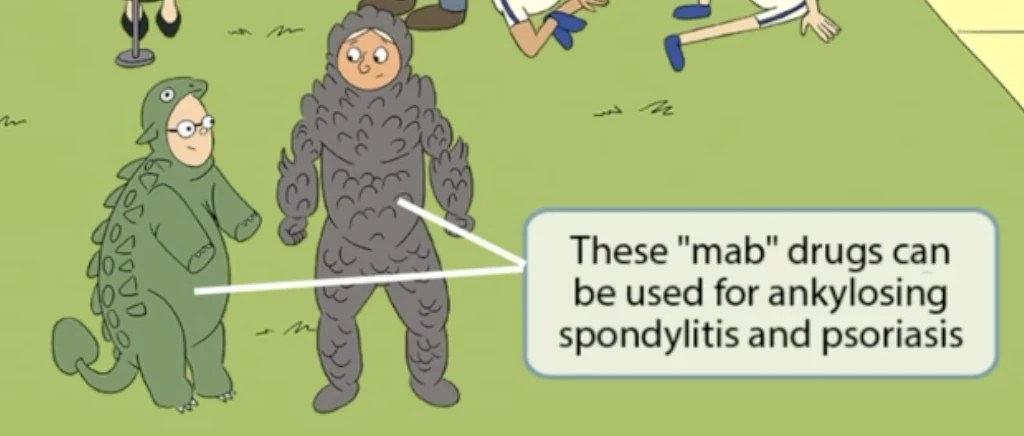 These "mab" drugs can
be used for ankylosing
spondylitis and psoriasis